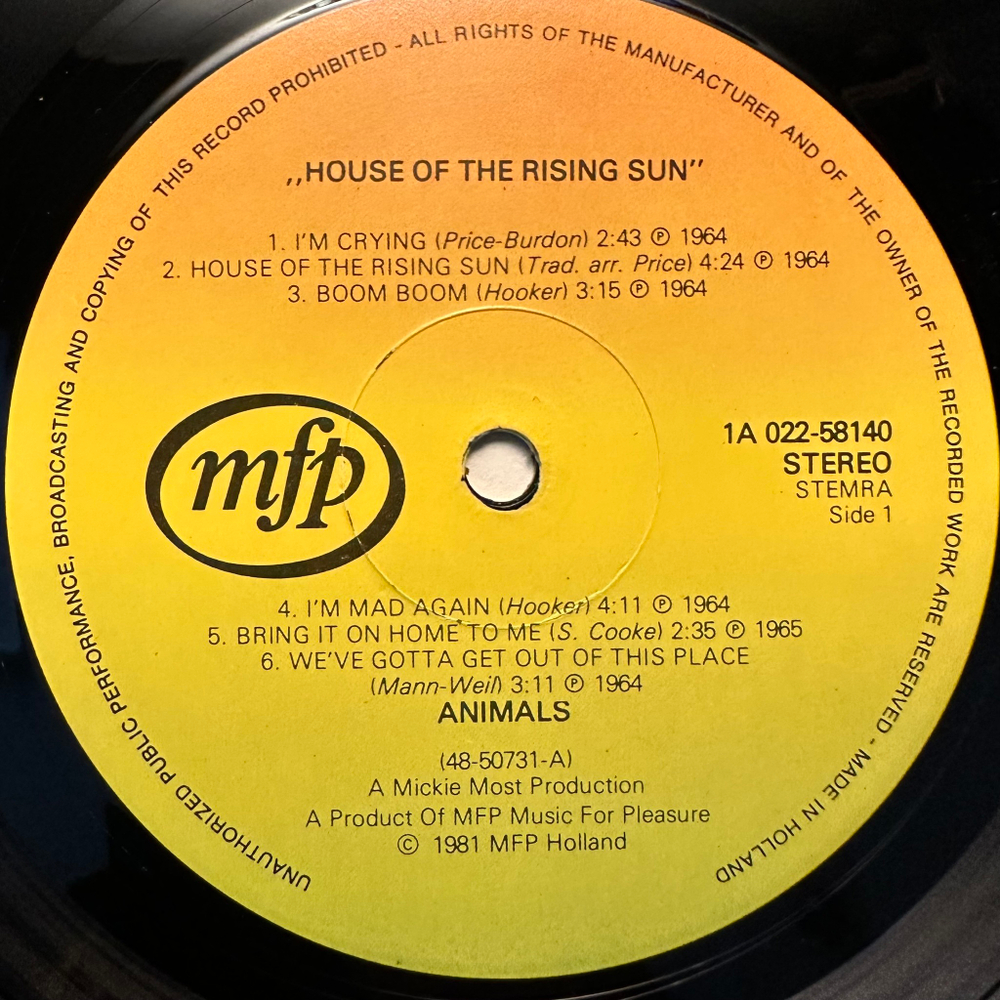 UNAUTHORIZED PUBLIC PERFORMANCE, BROADCASTING AND COPYING OF THIS RECORD PROHIBITED - ALL RIGHTS OF THE MANUFACTURER AND OF THE OWNER OF THE RECORDED WORK ARE RESERVED - MADE IN HOLLAND
,,HOUSE OF THE RISING SUN"
1. I'M CRYING (Price-Burdon) 2:43 ℗ 1964
2. HOUSE OF THE RISING SUN (Trad. arr. Price) 4:24 ℗ 1964
3. BOOM BOOM (Hooker) 3:15 ℗ 1964
mfp
1A 022-58140
STEREO
STEMRA
Side 1
4. I'M MAD AGAIN (Hooker) 4:11 ℗ 1964
5. BRING IT ON HOME TO ME (S. Cooke) 2:35 ℗ 1965
6. WE'VE GOTTA GET OUT OF THIS PLACE
(Mann-Weil) 3:11 ℗ 1964
ANIMALS
(48-50731-A)
A Mickie Most Production
A Product Of MFP Music For Pleasure
© 1981 MFP Holland